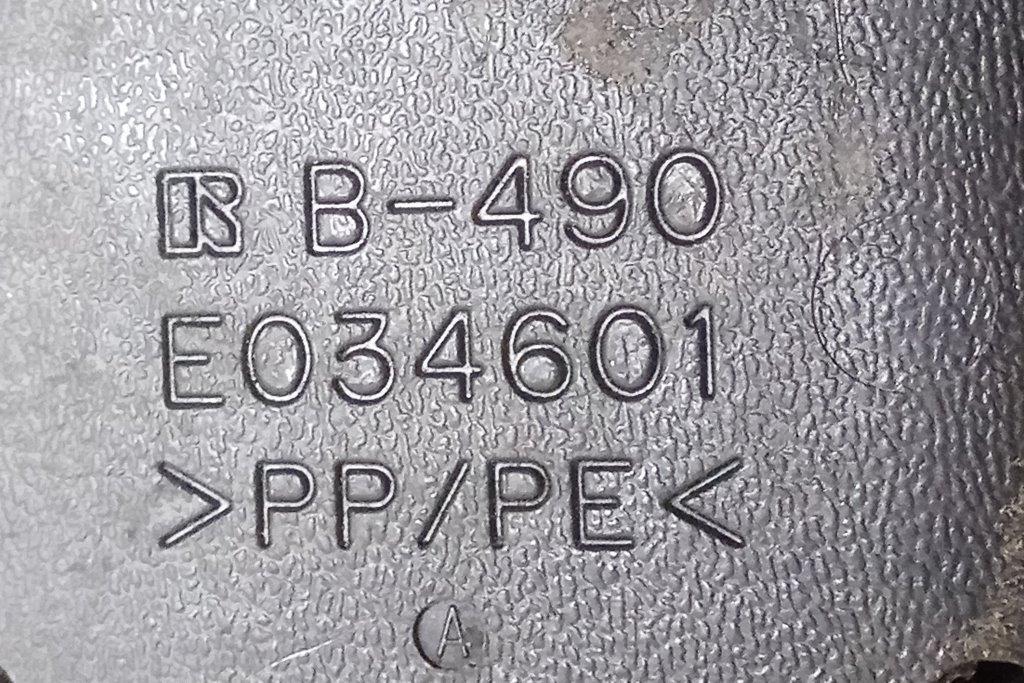 R B-490
E034601
>PP/PE<
A